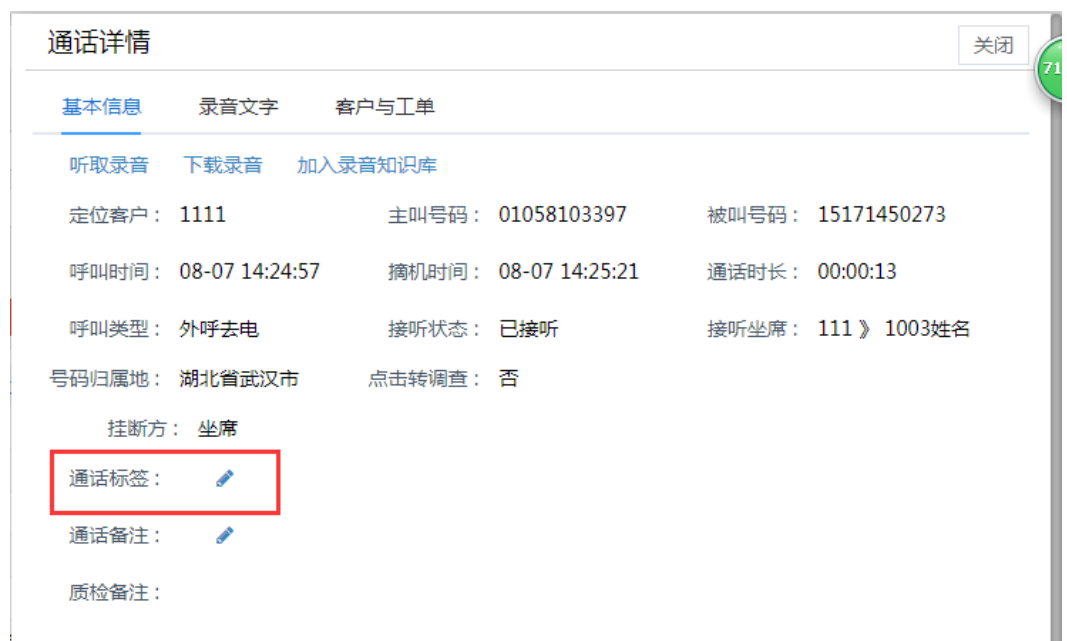 通话详情 关闭
71
基本信息 录音文字 客户与工单
听取录音 下载录音 加入录音知识库
定位客户： 1111 主叫号码： 01058103397 被叫号码： 15171450273
呼叫时间： 08-07 14:24:57 摘机时间： 08-07 14:25:21 通话时长： 00:00:13
呼叫类型： 外呼去电 接听状态： 已接听 接听坐席： 111 》 1003姓名
号码归属地： 湖北省武汉市 点击转调查： 否
挂断方： 坐席
通话标签：
通话备注：
质检备注：